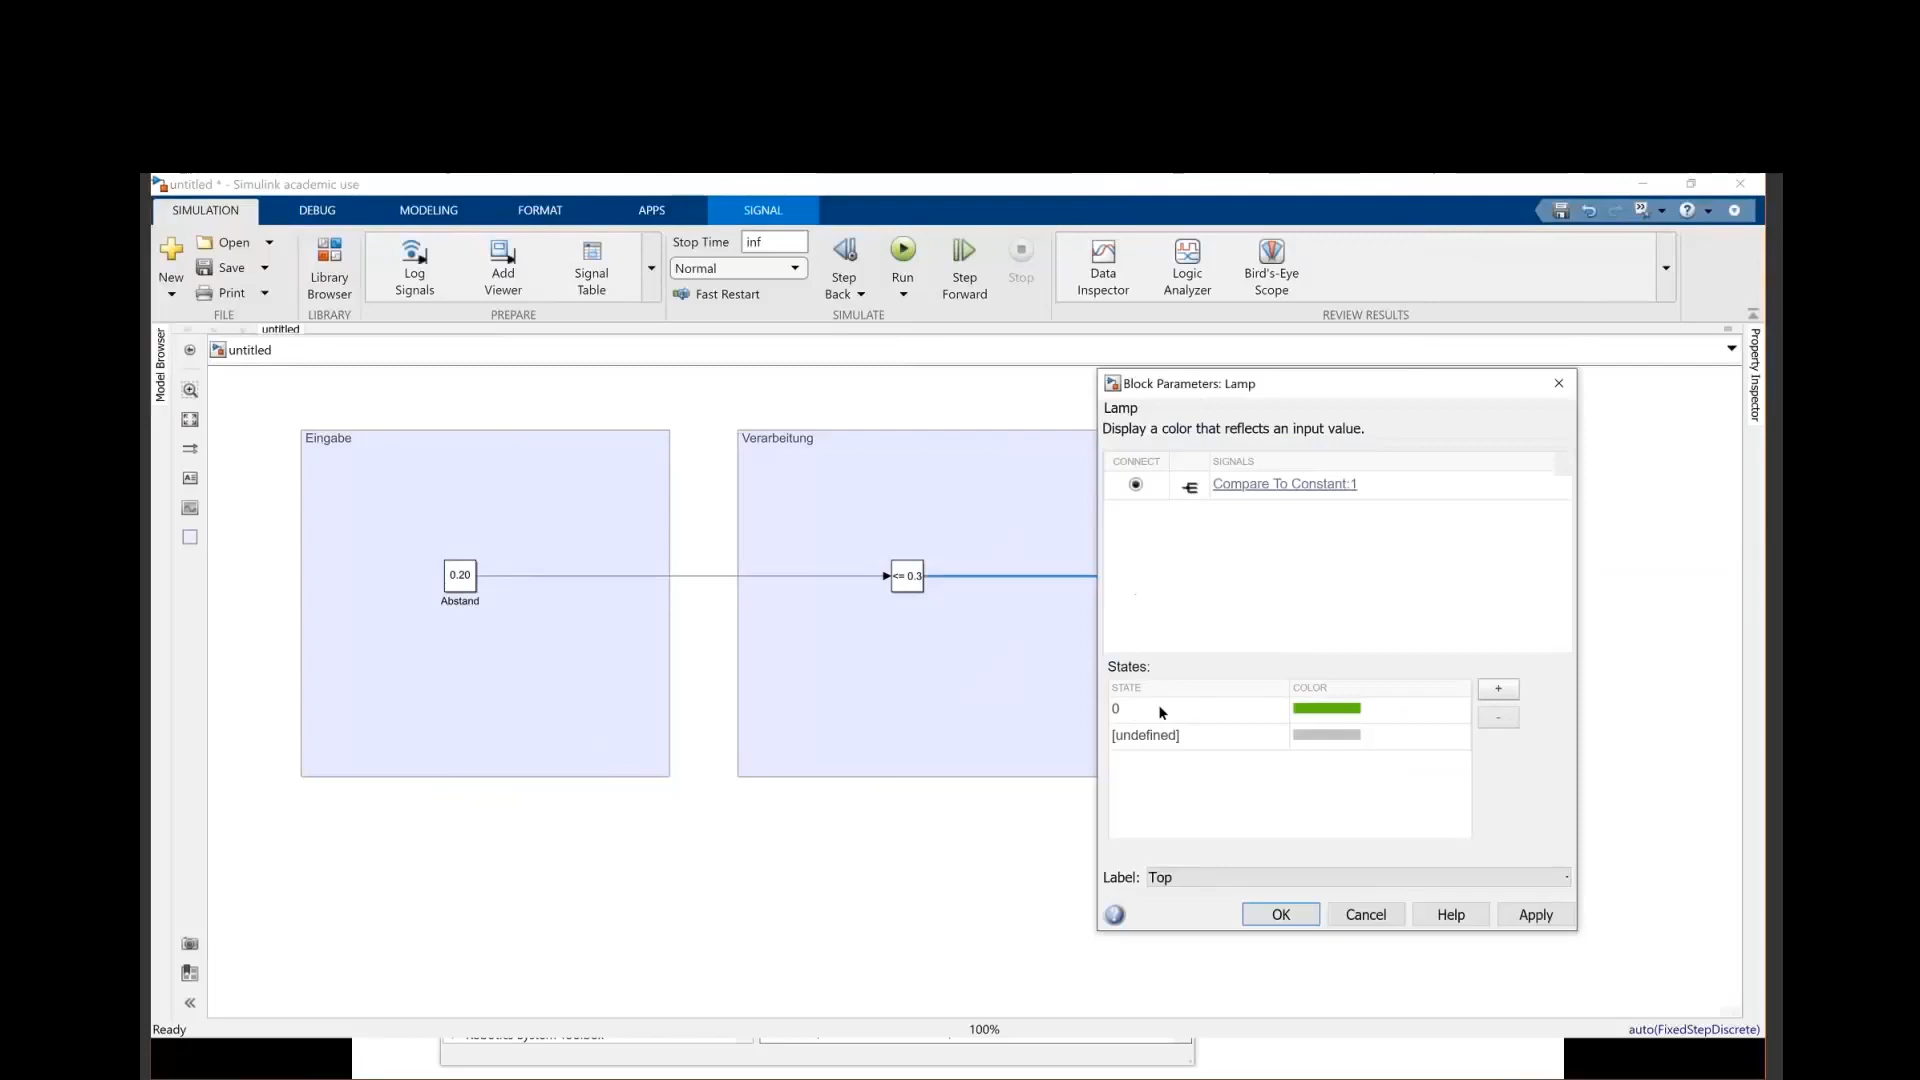 untitled * - Simulink academic use
SIMULATION
DEBUG
MODELING
FORMAT
APPS
SIGNAL
New
Open
Save
Print
FILE
Library
Browser
LIBRARY
Log
Signals
Add
Viewer
Signal
Table
PREPARE
Stop Time
inf
Normal
Fast Restart
Step
Back
Run
Step
Forward
Stop
SIMULATE
Data
Inspector
Logic
Analyzer
Bird's-Eye
Scope
REVIEW RESULTS
untitled
Model Browser
untitled
Property Inspector
Eingabe
0.20
Abstand
Verarbeitung
<= 0.3
Block Parameters: Lamp
Lamp
Display a color that reflects an input value.
CONNECT
SIGNALS
Compare To Constant:1
States:
STATE
COLOR
0
[undefined]
+
-
Label:
Top
OK
Cancel
Help
Apply
Ready
100%
auto(FixedStepDiscrete)